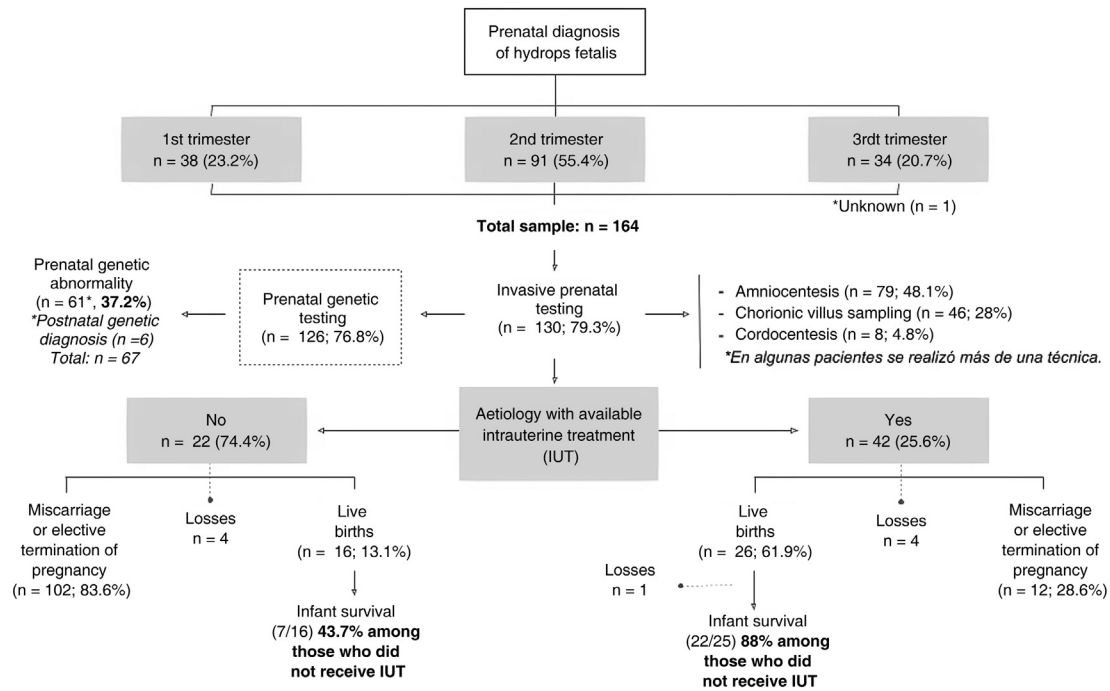 Prenatal diagnosis
of hydrops fetalis
1st trimester
n = 38 (23.2%)
2nd trimester
n = 91 (55.4%)
3rdt trimester
n = 34 (20.7%)
*Unknown (n = 1)
Total sample: n = 164
Prenatal genetic
abnormality
(n = 61*, 37.2%)
*Postnatal genetic
diagnosis (n =6)
Total: n = 67
Prenatal genetic
testing
(n = 126; 76.8%)
Invasive prenatal
testing
(n = 130; 79.3%)
- Amniocentesis (n = 79; 48.1%)
- Chorionic villus sampling (n = 46; 28%)
- Cordocentesis (n = 8; 4.8%)
*En algunas pacientes se realizó más de una técnica.
No
n = 22 (74.4%)
Aetiology with available
intrauterine treatment
(IUT)
Yes
n = 42 (25.6%)
Miscarriage
or elective
termination of
pregnancy
(n = 102; 83.6%)
Losses
n = 4
Live
births
(n = 16; 13.1%)
Infant survival
(7/16) 43.7% among
those who did
not receive IUT
Live
births
(n = 26; 61.9%)
Losses
n = 1
Losses
n = 4
Miscarriage
or elective
termination of
pregnancy
(n = 12; 28.6%)
Infant survival
(22/25) 88% among
those who did
not receive IUT